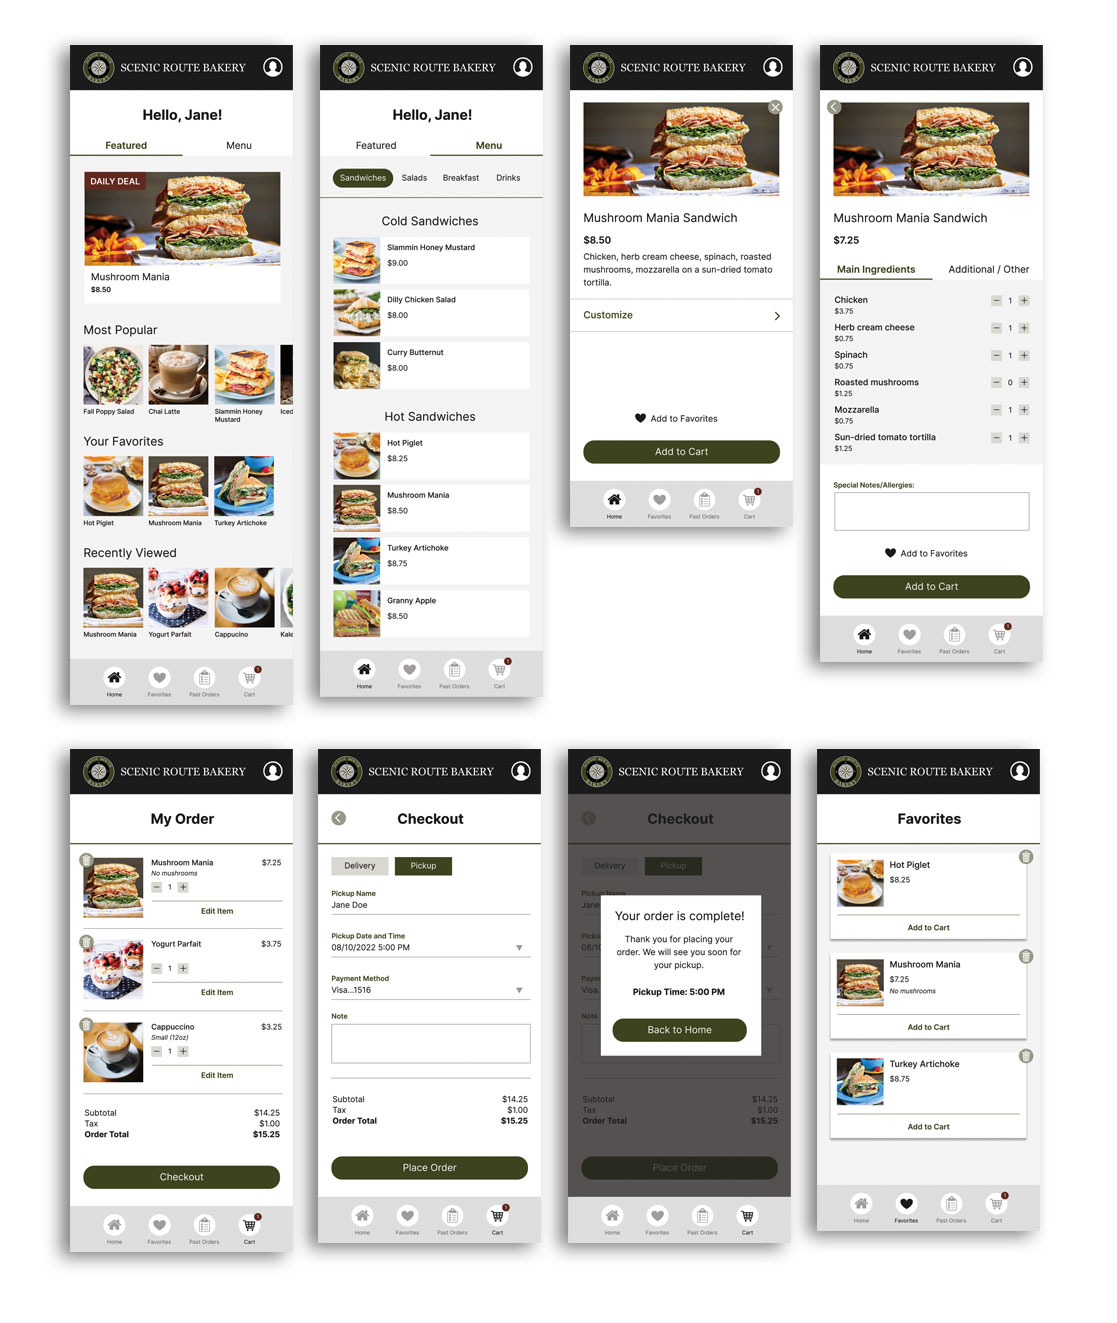 SCENIC ROUTE BAKERY
Hello, Jane!
Featured
Menu
DAILY DEAL
Mushroom Mania
$8.50
Most Popular
Fall Poppy Salad
Chai Latte
Slammin Honey
Mustard
Iced
Your Favorites
Hot Piglet
Mushroom Mania
Turkey Artichoke
Recently Viewed
Mushroom Mania
Yogurt Parfait
Cappucino
Kale
Home
Favorites
Past Orders
1
Cart
SCENIC ROUTE BAKERY
Hello, Jane!
Featured
Menu
Sandwiches
Salads
Breakfast
Drinks
Cold Sandwiches
Slammin Honey Mustard
$9.00
Dilly Chicken Salad
$8.00
Curry Butternut
$8.00
Hot Sandwiches
Hot Piglet
$8.25
Mushroom Mania
$8.50
Turkey Artichoke
$8.75
Granny Apple
$8.50
Home
Favorites
Past Orders
1
Cart
SCENIC ROUTE BAKERY
Mushroom Mania Sandwich
$8.50
Chicken, herb cream cheese, spinach, roasted
mushrooms, mozzarella on a sun-dried tomato
tortilla.
Customize
Add to Favorites
Add to Cart
Home
Favorites
Past Orders
1
Cart
SCENIC ROUTE BAKERY
Mushroom Mania Sandwich
$7.25
Main Ingredients
Additional / Other
Chicken
$3.75
− 1 +
Herb cream cheese
$0.75
− 1 +
Spinach
$0.75
− 1 +
Roasted mushrooms
$1.25
− 0 +
Mozzarella
$0.75
− 1 +
Sun-dried tomato tortilla
$1.25
− 1 +
Special Notes/Allergies:
Add to Favorites
Add to Cart
Home
Favorites
Past Orders
1
Cart
SCENIC ROUTE BAKERY
My Order
Mushroom Mania $7.25
No mushrooms
− 1 +
Edit Item
Yogurt Parfait $3.75
− 1 +
Edit Item
Cappuccino $3.25
Small (12oz)
− 1 +
Edit Item
Subtotal $14.25
Tax $1.00
Order Total $15.25
Checkout
Home
Favorites
Past Orders
1
Cart
SCENIC ROUTE BAKERY
Checkout
Delivery
Pickup
Pickup Name
Jane Doe
Pickup Date and Time
08/10/2022 5:00 PM
Payment Method
Visa...1516
Note
Subtotal $14.25
Tax $1.00
Order Total $15.25
Place Order
Home
Favorites
Past Orders
1
Cart
SCENIC ROUTE BAKERY
Checkout
Delivery
Pickup
Pickup Name
Jane
Pickup
08/10
Paym
Visa.
Note
Your order is complete!
Thank you for placing your
order. We will see you soon for
your pickup.
Pickup Time: 5:00 PM
Back to Home
Subtotal $14.25
Tax $1.00
Order Total $15.25
Place Order
Home
Favorites
Past Orders
Cart
SCENIC ROUTE BAKERY
Favorites
Hot Piglet
$8.25
Add to Cart
Mushroom Mania
$7.25
No mushrooms
Add to Cart
Turkey Artichoke
$8.75
Add to Cart
Home
Favorites
Past Orders
1
Cart